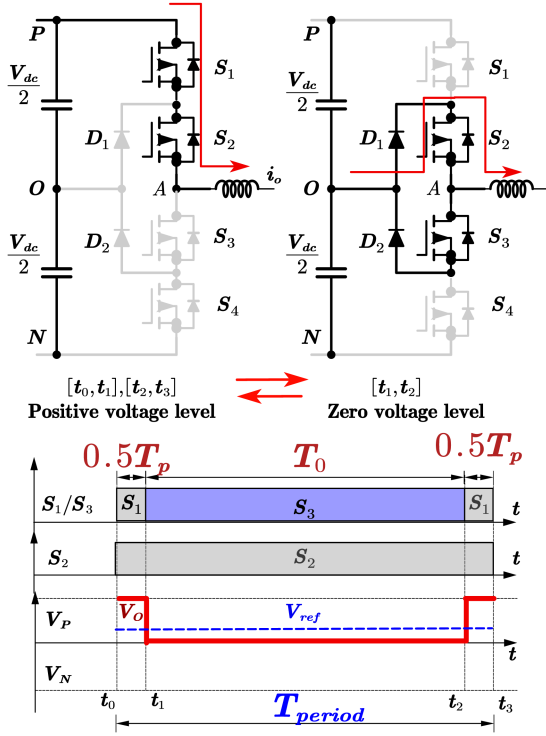 P
V_dc
2
S_1
D_1
S_2
O
A
i_o
V_dc
2
D_2
S_3
S_4
N
P
V_dc
2
S_1
D_1
S_2
O
A
V_dc
2
D_2
S_3
S_4
N
[t_0,t_1],[t_2,t_3]
Positive voltage level
[t_1,t_2]
Zero voltage level
0.5T_p T_0 0.5T_p
S_1/S_3 S_1 S_3 S_1 t
S_2 S_2 t
V_P V_O V_ref
t
V_N
t_0 t_1 t_2 t_3
T_period